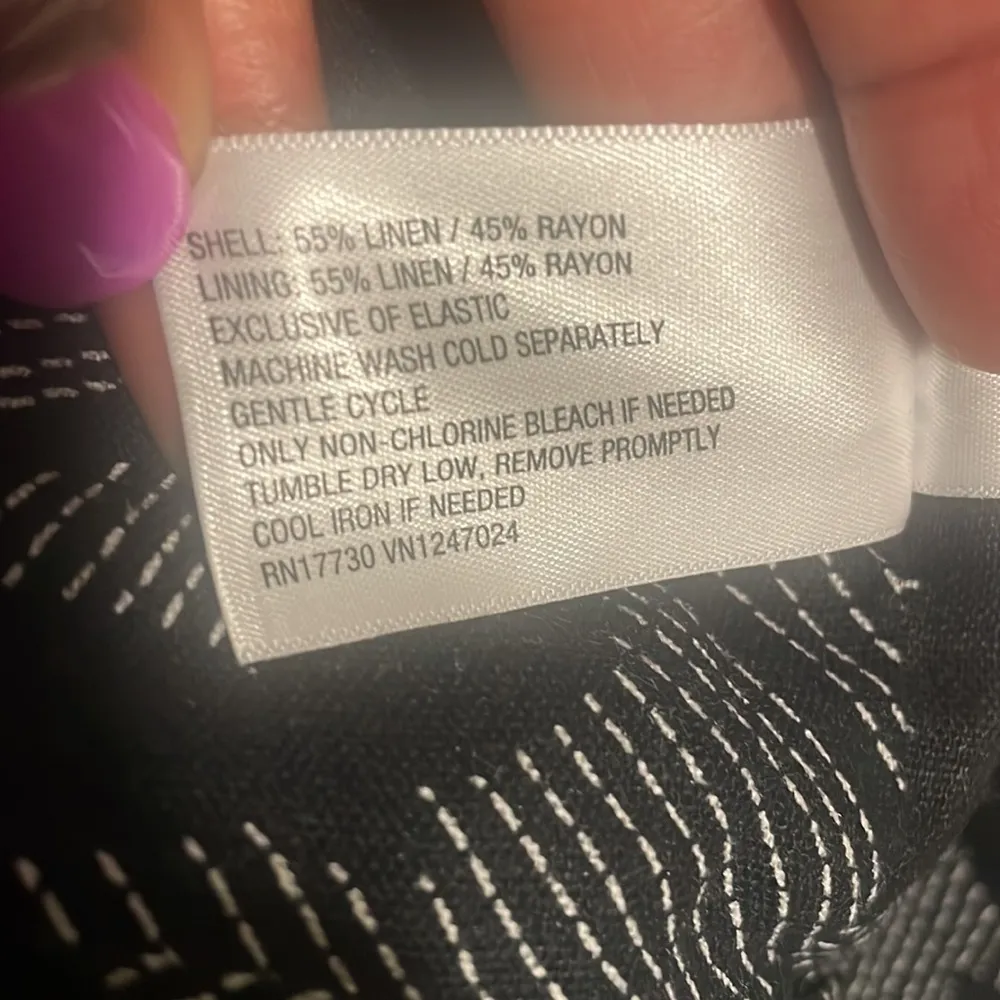 SHELL: 55% LINEN / 45% RAYON
LINING: 55% LINEN / 45% RAYON
EXCLUSIVE OF ELASTIC
MACHINE WASH COLD SEPARATELY
GENTLE CYCLE
ONLY NON-CHLORINE BLEACH IF NEEDED
TUMBLE DRY LOW, REMOVE PROMPTLY
COOL IRON IF NEEDED
RN17730 VN1247024